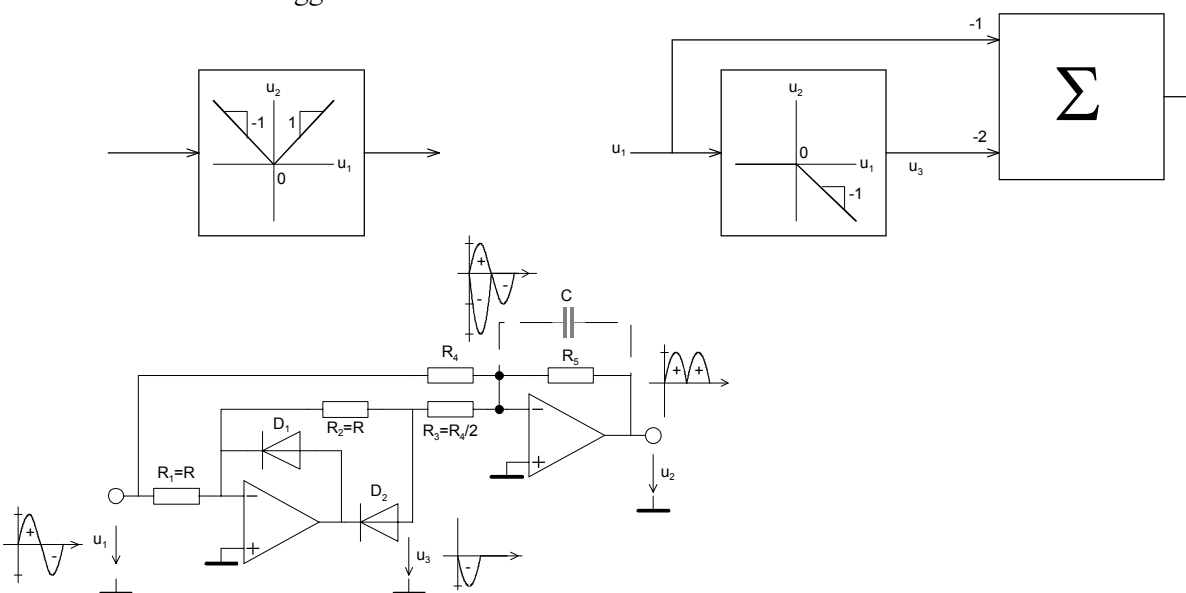 gg
u2
-1 1
u1
0
-1
Σ
u2
u1
0
u1
-1
-2
u3
+
-
-
C
R4
R5
+ +
D1
R2=R
R3=R4/2
−
R1=R
−
+
D2
u2
+
-
u1
+
u3
-